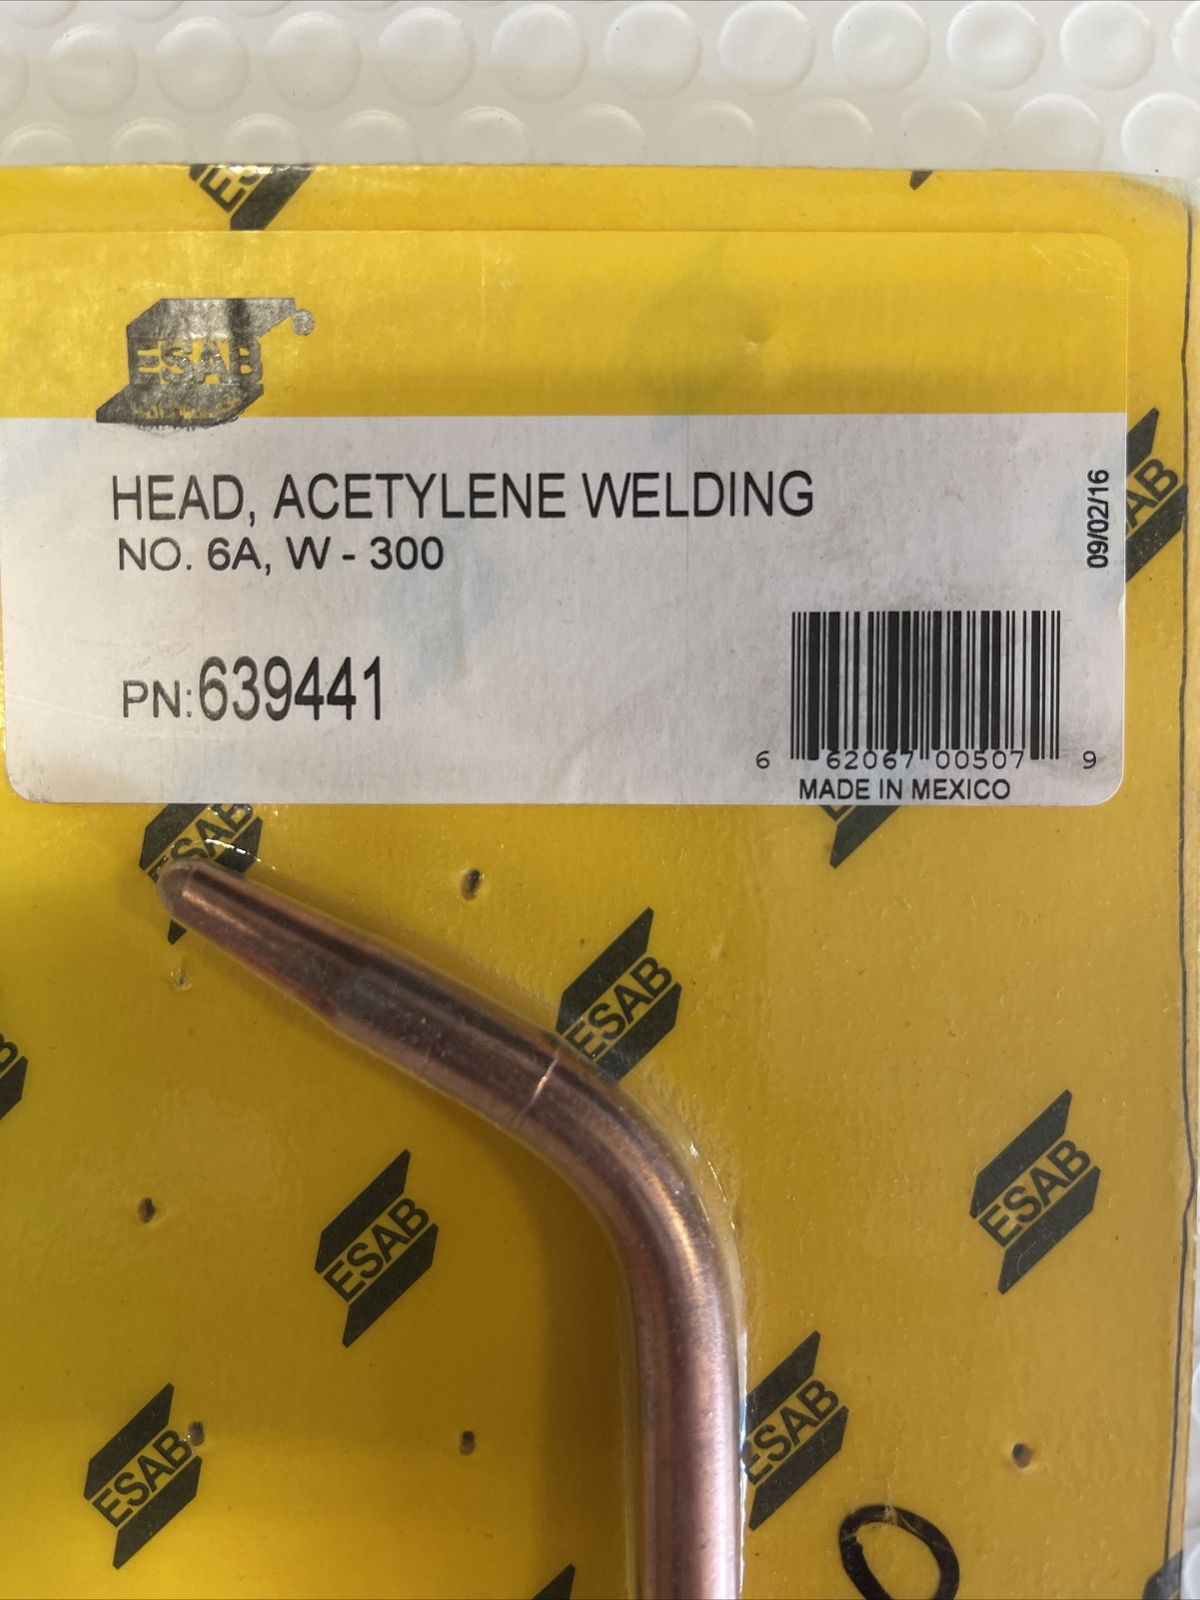 ESAB
ESAB
HEAD, ACETYLENE WELDING
NO. 6A, W - 300
09/02/16
PN:639441
6 62067 00507 9
MADE IN MEXICO
ESAB
ESAB
ESAB
ESAB
ESAB
ESAB
ESAB